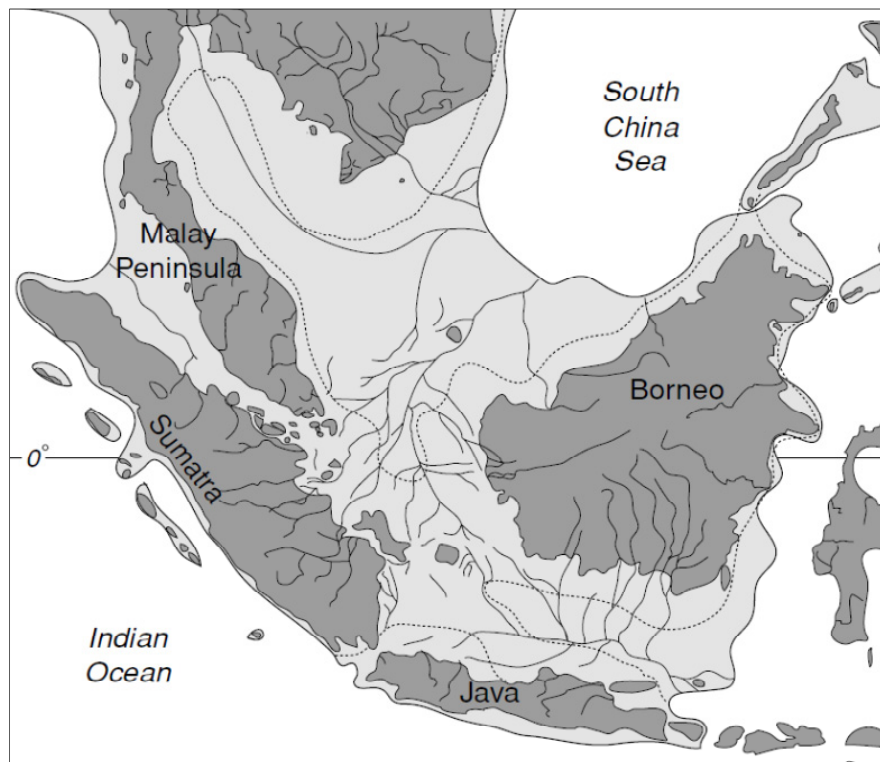 South
China
Sea
Malay
Peninsula
Borneo
Sumatra
0°
Indian
Ocean
Java